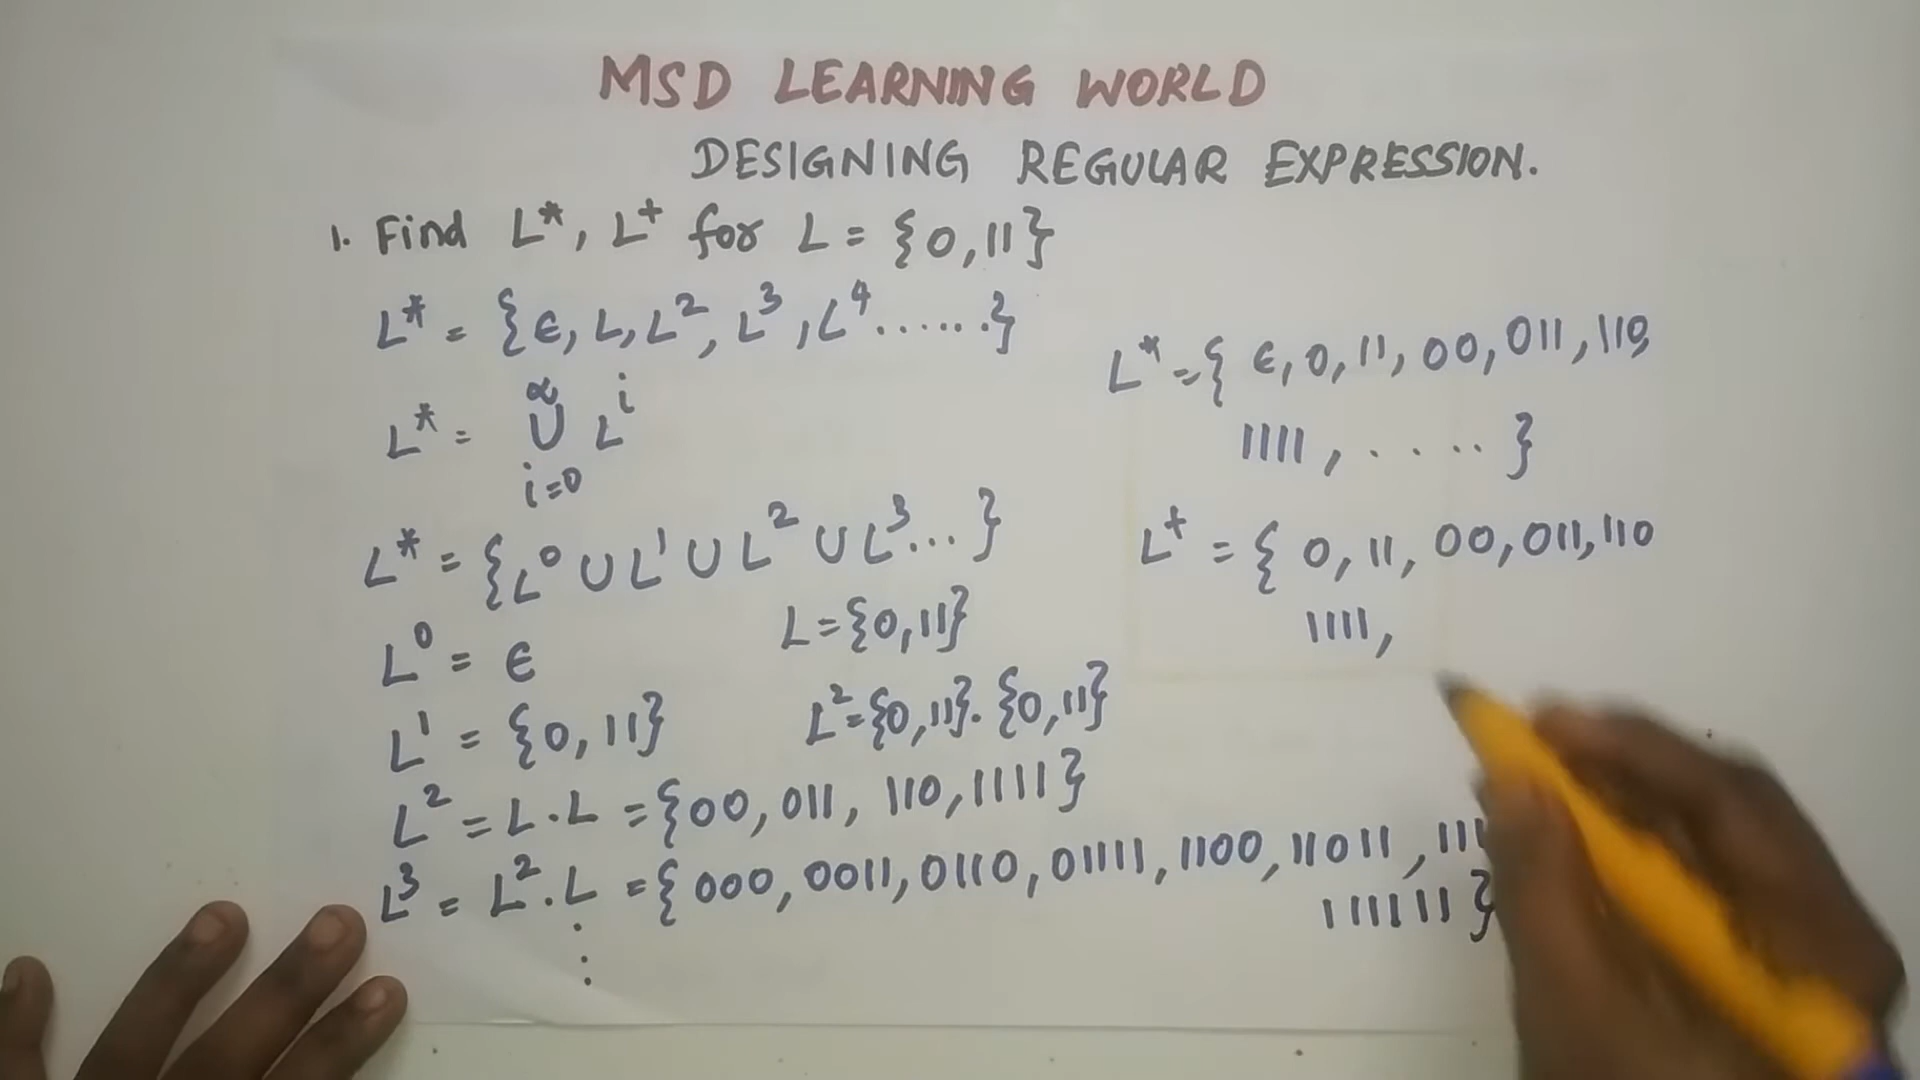 MSD LEARNING WORLD
DESIGNING REGULAR EXPRESSION.
1. Find L*, L⁺ for L = {0,11}
L* = {ϵ, L, L², L³, L⁴.......}
L* = ∞ ∪ i=0 Lⁱ
L* = {L⁰ ∪ L¹ ∪ L² ∪ L³... }
L⁰ = ϵ
L = {0,11}
L¹ = {0, 11}
L² = {0,11}. {0,11}
L² = L.L = {00, 011, 110, 1111}
L³ = L².L = {000, 0011, 0110, 01111, 1100, 11011,
111111}
L* = { ϵ, 0, 11, 00, 011, 110,
1111, ..... }
L⁺ = { 0, 11, 00, 011, 110
1111,